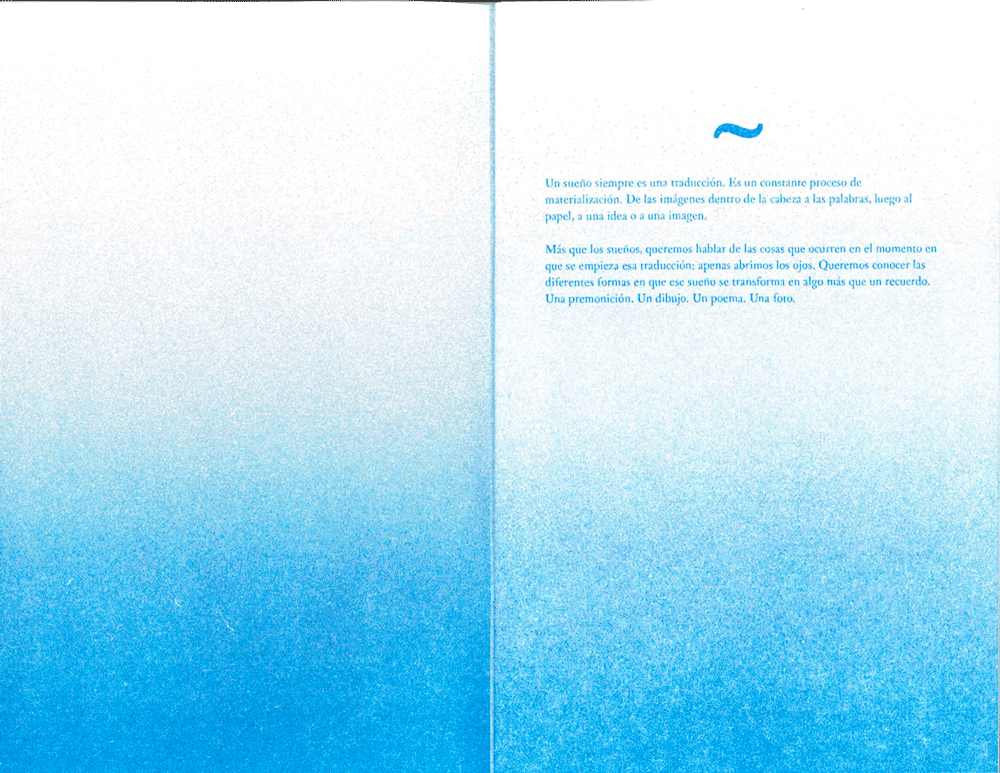 ~
Un sueño siempre es una traducción. Es un constante proceso de
materialización. De las imágenes dentro de la cabeza a las palabras, luego al
papel, a una idea o a una imagen.
Más que los sueños, queremos hablar de las cosas que ocurren en el momento en
que se empieza esa traducción: apenas abrimos los ojos. Queremos conocer las
diferentes formas en que ese sueño se transforma en algo más que un recuerdo.
Una premonición. Un dibujo. Un poema. Una foto.